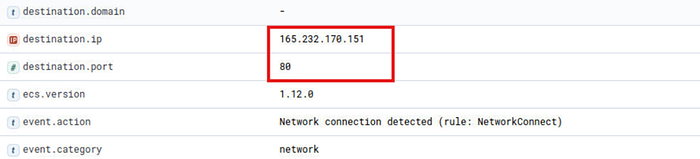 t destination.domain -
IP destination.ip 165.232.170.151
# destination.port 80
t ecs.version 1.12.0
t event.action Network connection detected (rule: NetworkConnect)
t event.category network